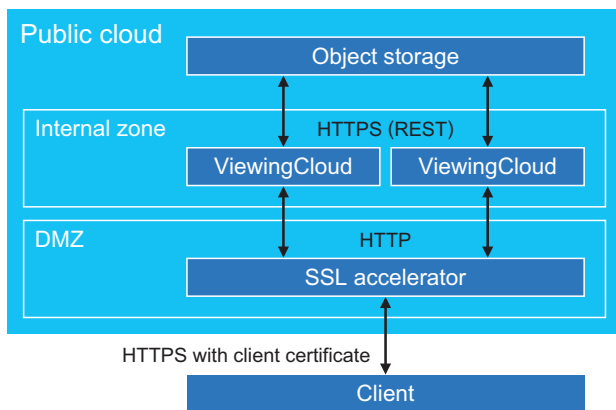 Public cloud
Object storage
Internal zone
HTTPS (REST)
ViewingCloud
ViewingCloud
DMZ
HTTP
SSL accelerator
HTTPS with client certificate
Client